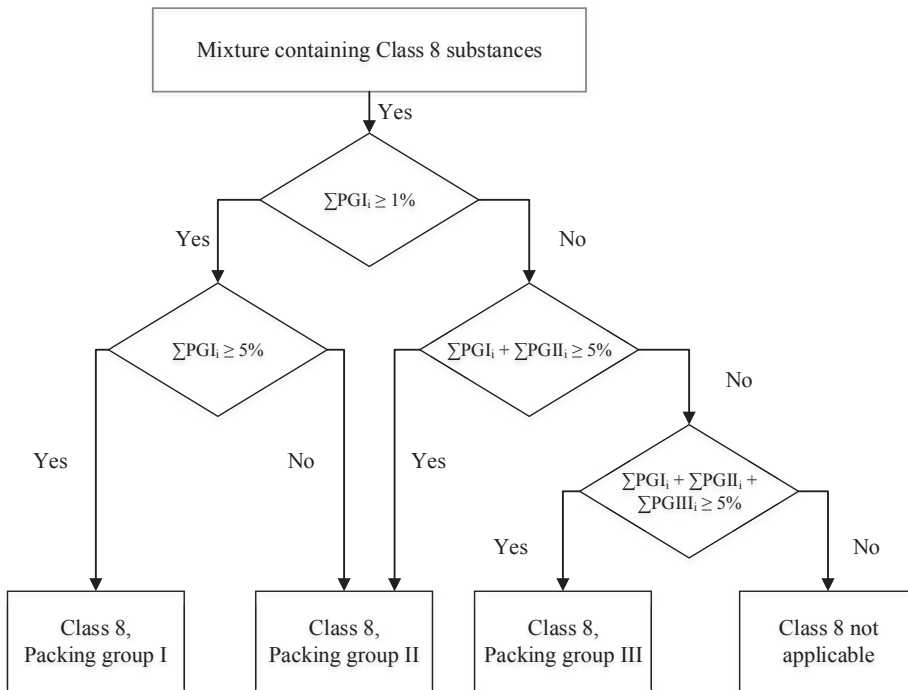 Mixture containing Class 8 substances
Yes
∑PGIᵢ ≥ 1%
Yes
No
∑PGIᵢ ≥ 5%
∑PGIᵢ + ∑PGIIᵢ ≥ 5%
No
Yes
No
Yes
∑PGIᵢ + ∑PGIIᵢ +
∑PGIIIᵢ ≥ 5%
Yes
No
Class 8,
Packing group I
Class 8,
Packing group II
Class 8,
Packing group III
Class 8 not
applicable